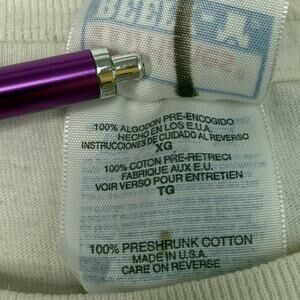 BEEFY-
100% ALGODON PRE-ENCOGIDO
HECHO EN LOS E.U.A.
INSTRUCCIONES DE CUIDADO AL REVERSO
XG
100% COTON PRE-RETRECI
FABRIQUE AUX E.U.
VOIR VERSO POUR ENTRETIEN
TG
100% PRESHRUNK COTTON
MADE IN U.S.A.
CARE ON REVERSE